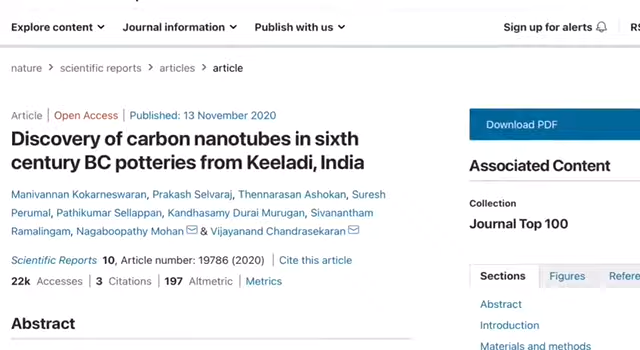 Explore content Journal information Publish with us Sign up for alerts
nature > scientific reports > articles > article
Article | Open Access | Published: 13 November 2020
Discovery of carbon nanotubes in sixth
century BC potteries from Keeladi, India
Manivannan Kokarneswaran, Prakash Selvaraj, Thennarasan Ashokan, Suresh
Perumal, Pathikumar Sellappan, Kandhasamy Durai Murugan, Sivanantham
Ramalingam, Nagaboopathy Mohan & Vijayanand Chandrasekaran
Scientific Reports 10, Article number: 19786 (2020) | Cite this article
22k Accesses | 3 Citations | 197 Altmetric | Metrics
Abstract
Download PDF
Associated Content
Collection
Journal Top 100
Sections Figures
Abstract
Introduction
Materials and methods